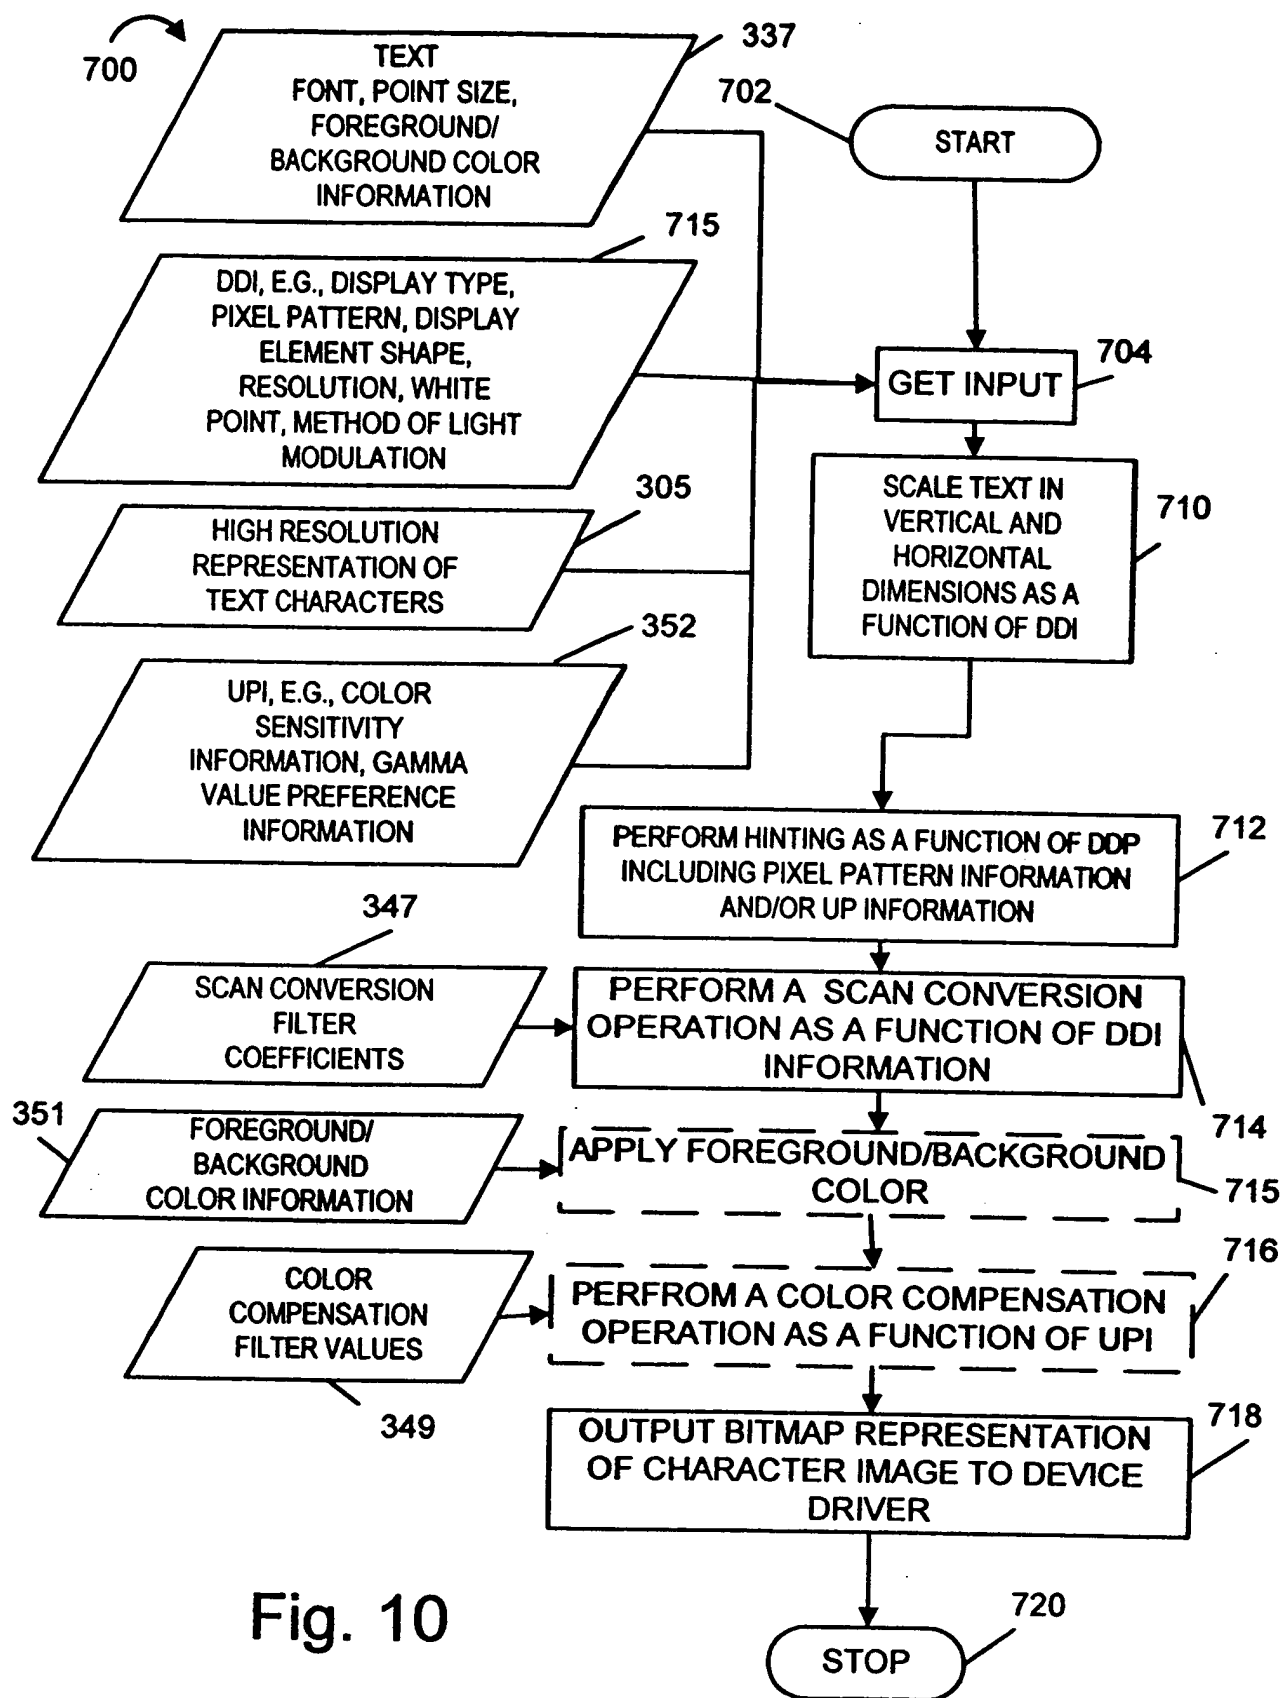 700
337
TEXT
FONT, POINT SIZE,
FOREGROUND/
BACKGROUND COLOR
INFORMATION
702
START
715
DDI, E.G., DISPLAY TYPE,
PIXEL PATTERN, DISPLAY
ELEMENT SHAPE,
RESOLUTION, WHITE
POINT, METHOD OF LIGHT
MODULATION
704
GET INPUT
305
HIGH RESOLUTION
REPRESENTATION OF
TEXT CHARACTERS
SCALE TEXT IN
VERTICAL AND
HORIZONTAL
DIMENSIONS AS A
FUNCTION OF DDI
710
352
UPI, E.G., COLOR
SENSITIVITY
INFORMATION, GAMMA
VALUE PREFERENCE
INFORMATION
PERFORM HINTING AS A FUNCTION OF DDP
INCLUDING PIXEL PATTERN INFORMATION
AND/OR UP INFORMATION
712
347
SCAN CONVERSION
FILTER
COEFFICIENTS
PERFORM A SCAN CONVERSION
OPERATION AS A FUNCTION OF DDI
INFORMATION
714
351
FOREGROUND/
BACKGROUND
COLOR INFORMATION
APPLY FOREGROUND/BACKGROUND
COLOR
715
COLOR
COMPENSATION
FILTER VALUES
349
PERFROM A COLOR COMPENSATION
OPERATION AS A FUNCTION OF UPI
716
OUTPUT BITMAP REPRESENTATION
OF CHARACTER IMAGE TO DEVICE
DRIVER
718
Fig. 10
STOP
720